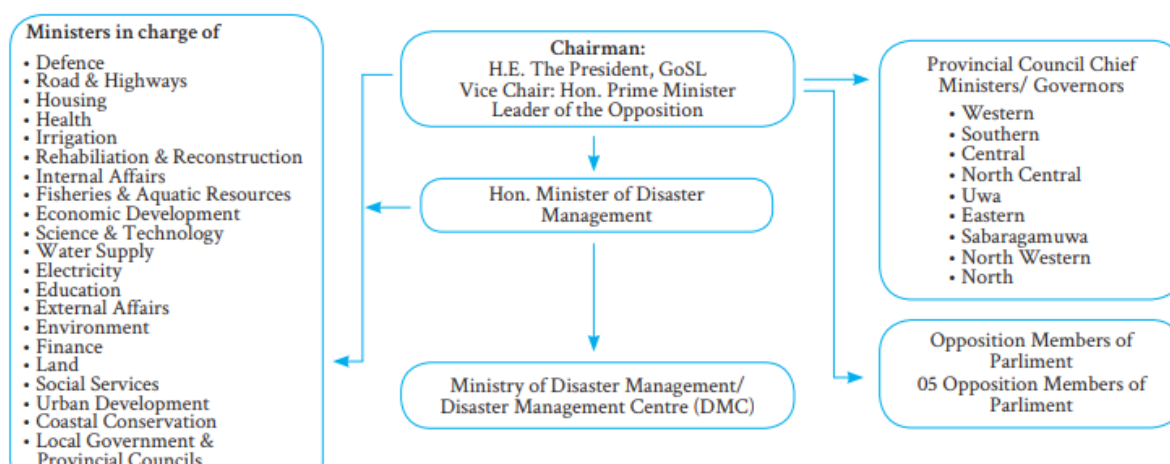 Ministers in charge of
• Defence
• Road & Highways
• Housing
• Health
• Irrigation
• Rehabiliation & Reconstruction
• Internal Affairs
• Fisheries & Aquatic Resources
• Economic Development
• Science & Technology
• Water Supply
• Electricity
• Education
• External Affairs
• Environment
• Finance
• Land
• Social Services
• Urban Development
• Coastal Conservation
• Local Government &
Provincial Councils
Chairman:
H.E. The President, GoSL
Vice Chair: Hon. Prime Minister
Leader of the Opposition
Hon. Minister of Disaster
Management
Ministry of Disaster Management/
Disaster Management Centre (DMC)
Provincial Council Chief
Ministers/ Governors
• Western
• Southern
• Central
• North Central
• Uwa
• Eastern
• Sabaragamuwa
• North Western
• North
Opposition Members of
Parliment
05 Opposition Members of
Parliment